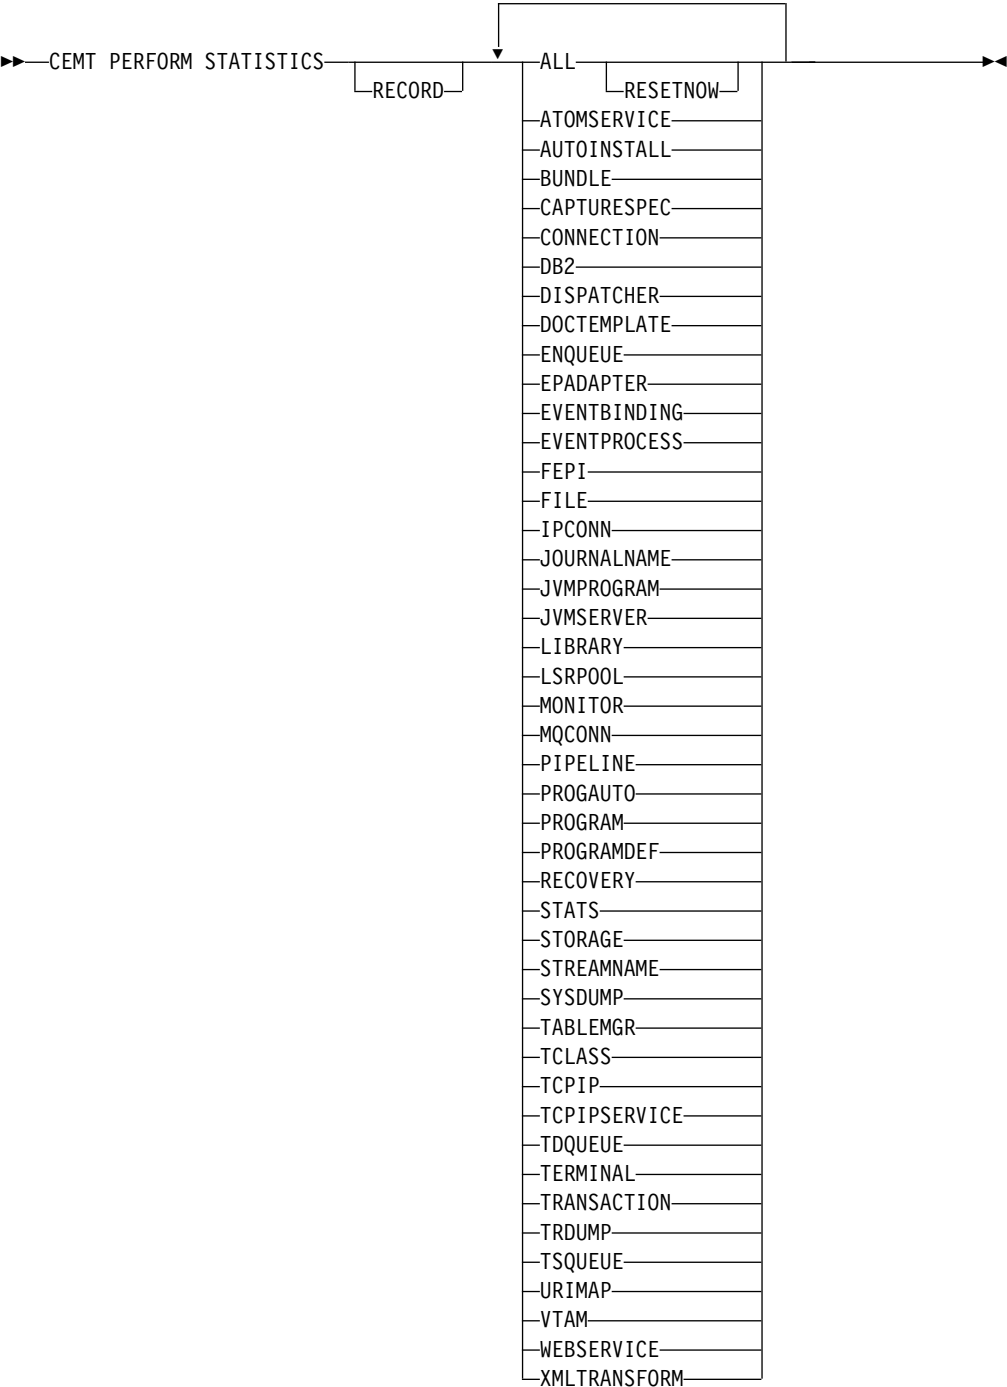 CEMT PERFORM STATISTICS ALL
RECORD RESETNOW
ATOMSERVICE
AUTOINSTALL
BUNDLE
CAPTURESPEC
CONNECTION
DB2
DISPATCHER
DOCTEMPLATE
ENQUEUE
EPADAPTER
EVENTBINDING
EVENTPROCESS
FEPI
FILE
IPCONN
JOURNALNAME
JVMPROGRAM
JVMSERVER
LIBRARY
LSRPOOL
MONITOR
MQCONN
PIPELINE
PROGAUTO
PROGRAM
PROGRAMDEF
RECOVERY
STATS
STORAGE
STREAMNAME
SYSDUMP
TABLEMGR
TCLASS
TCPIP
TCPIPSERVICE
TDQUEUE
TERMINAL
TRANSACTION
TRDUMP
TSQUEUE
URIMAP
VTAM
WEBSERVICE
XMLTRANSFORM